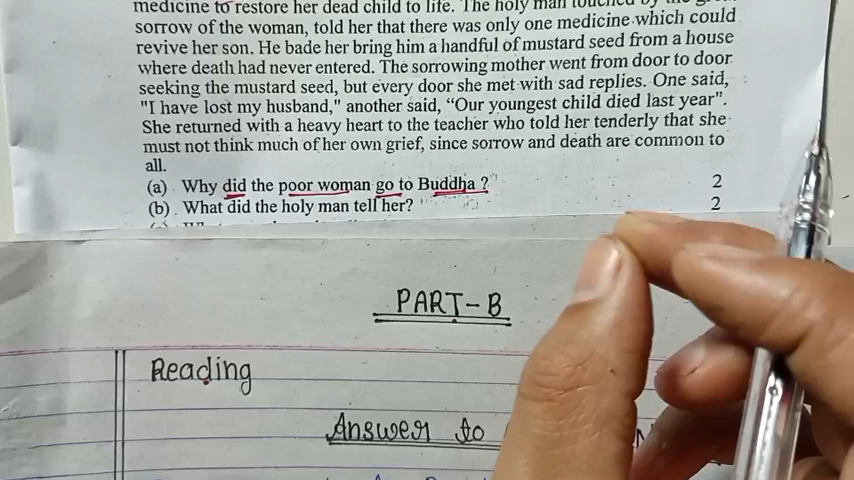 medicine to restore her dead child to life. The holy man touched by the
sorrow of the woman, told her that there was only one medicine which could
revive her son. He bade her bring him a handful of mustard seed from a house
where death had never entered. The sorrowing mother went from door to door
seeking the mustard seed, but every door she met with sad replies. One said,
"I have lost my husband," another said, “Our youngest child died last year”.
She returned with a heavy heart to the teacher who told her tenderly that she
must not think much of her own grief, since sorrow and death are common to
all.
(a) Why did the poor woman go to Buddha ? 2
(b) . What did the holy man tell her? 2
PART-B
Reading
Answer to